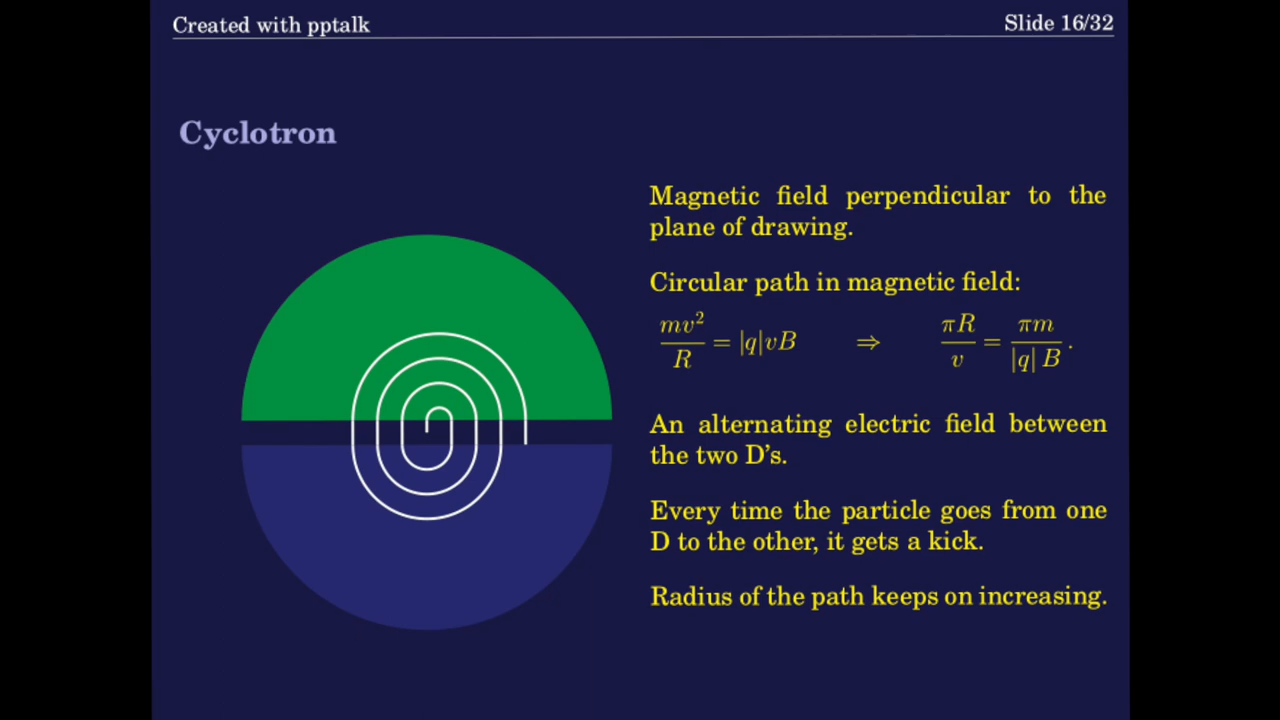 Created with pptalk
Slide 16/32
Cyclotron
Magnetic field perpendicular to the
plane of drawing.
Circular path in magnetic field:
mv²/R = |q|vB ⇒ πR/v = πm/|q| B .
An alternating electric field between
the two D's.
Every time the particle goes from one
D to the other, it gets a kick.
Radius of the path keeps on increasing.